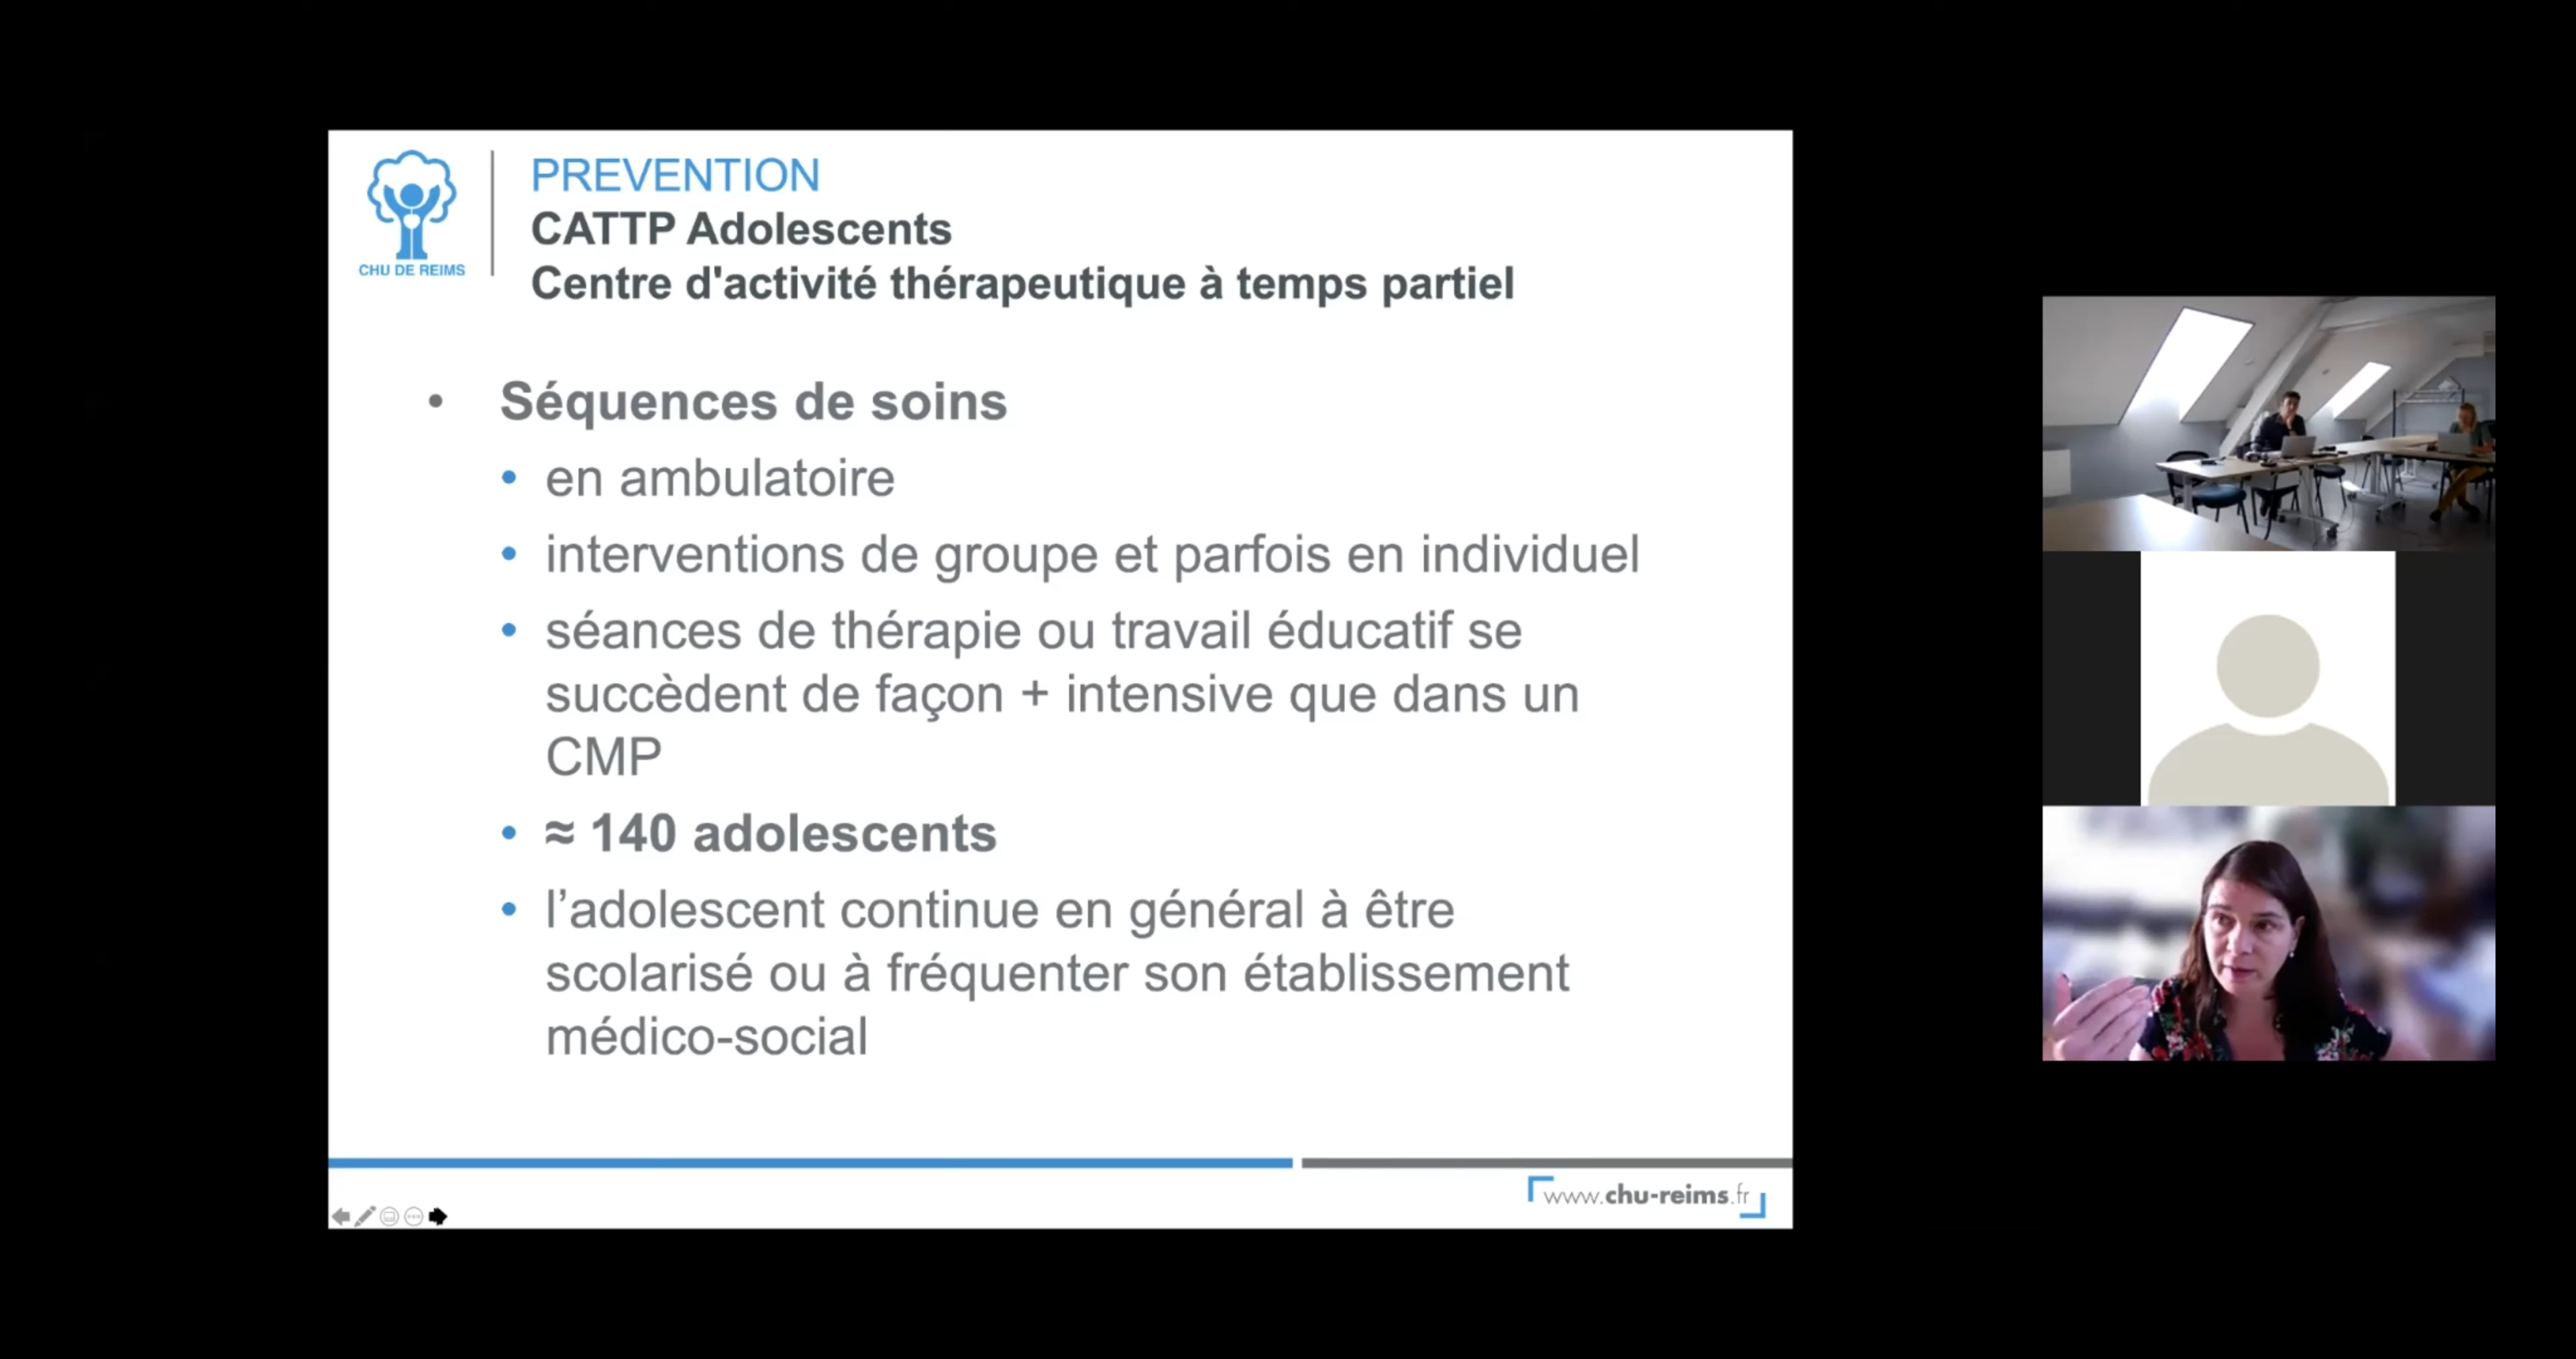 PREVENTION
CATTP Adolescents
Centre d'activité thérapeutique à temps partiel
CHU DE REIMS
• Séquences de soins
• en ambulatoire
• interventions de groupe et parfois en individuel
• séances de thérapie ou travail éducatif se
succèdent de façon + intensive que dans un
CMP
• ≈ 140 adolescents
• l’adolescent continue en général à être
scolarisé ou à fréquenter son établissement
médico-social
www.chu-reims.fr